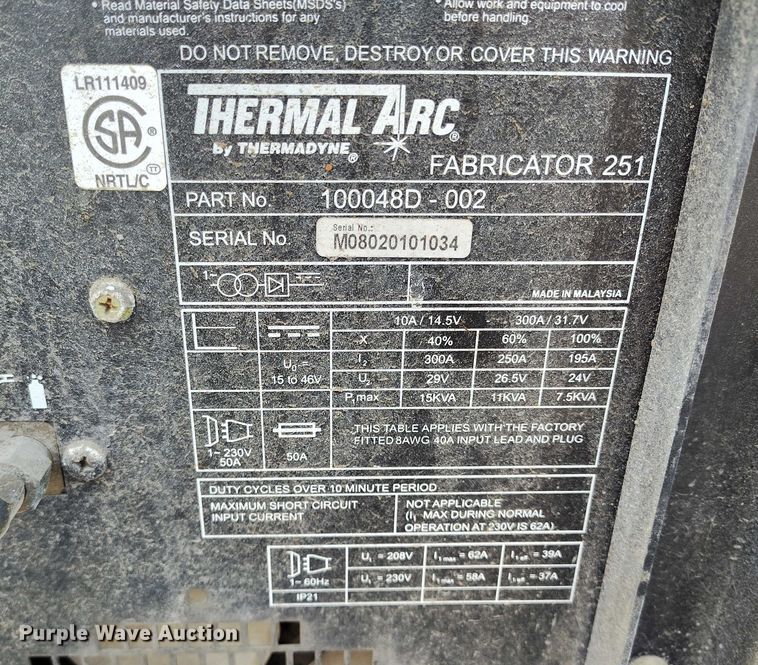 • Read Material Safety Data Sheets(MSDS's)
and manufacturer's instructions for any
materials used.
• Allow work and equipment to cool
before handling.
DO NOT REMOVE, DESTROY OR COVER THIS WARNING
LR111409
CSA ®
NRTL/C TT
THERMAL ARC®
by THERMADYNE®
FABRICATOR 251
PART No. 100048D - 002
SERIAL No. Serial No.:
M08020101034
1~
MADE IN MALAYSIA
10A / 14.5V 300A / 31.7V
X 40% 60% 100%
U₀ = 15 to 46V
I₂ 300A 250A 195A
U₂ 29V 26.5V 24V
P₁max 15KVA 11KVA 7.5KVA
1~ 230V
50A
50A
THIS TABLE APPLIES WITH THE FACTORY
FITTED 8AWG 40A INPUT LEAD AND PLUG
DUTY CYCLES OVER 10 MINUTE PERIOD
MAXIMUM SHORT CIRCUIT
INPUT CURRENT
NOT APPLICABLE
(I₁ MAX DURING NORMAL
OPERATION AT 230V IS 62A)
1~ 60Hz
U₁ = 208V I₁max = 62A I₁eff = 39A
U₁ = 230V I₁max = 58A I₁eff = 37A
IP21
Purple Wave Auction